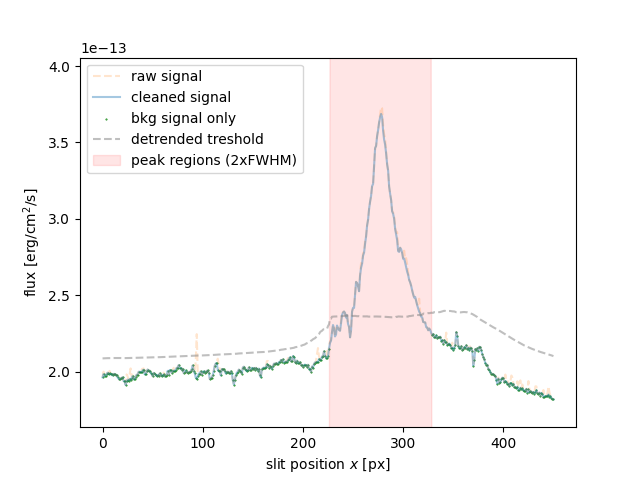 1e−13
4.0
3.5
3.0
2.5
2.0
flux [erg/cm²/s]
raw signal
cleaned signal
bkg signal only
detrended treshold
peak regions (2xFWHM)
0 100 200 300 400
slit position x [px]